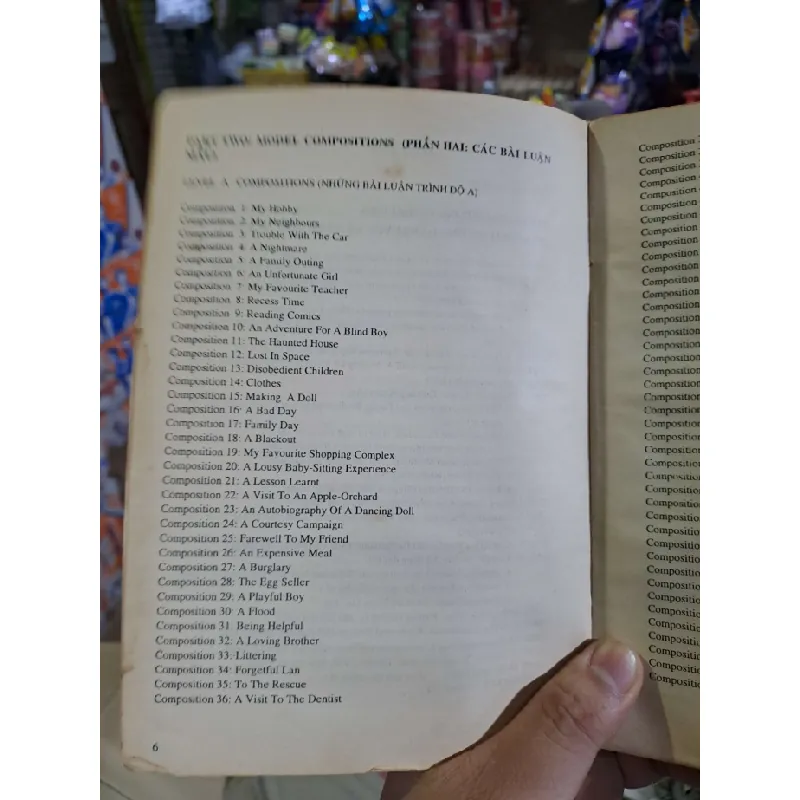 PART TWO: MODEL COMPOSITIONS (PHẦN HAI: CÁC BÀI LUẬN
MẪU)
LEVEL A COMPOSITIONS (NHỮNG BÀI LUẬN TRÌNH ĐỘ A)
Composition 1: My Hobby
Composition 2: My Neighbours
Composition 3: Trouble With The Car
Composition 4: A Nightmare
Composition 5: A Family Outing
Composition 6: An Unfortunate Girl
Composition 7: My Favourite Teacher
Composition 8: Recess Time
Composition 9: Reading Comics
Composition 10: An Adventure For A Blind Boy
Composition 11: The Haunted House
Composition 12: Lost In Space
Composition 13: Disobedient Children
Composition 14: Clothes
Composition 15: Making A Doll
Composition 16: A Bad Day
Composition 17: Family Day
Composition 18: A Blackout
Composition 19: My Favourite Shopping Complex
Composition 20: A Lousy Baby-Sitting Experience
Composition 21: A Lesson Learnt
Composition 22: A Visit To An Apple-Orchard
Composition 23: An Autobiography Of A Dancing Doll
Composition 24: A Courtesy Campaign
Composition 25: Farewell To My Friend
Composition 26: An Expensive Meal
Composition 27: A Burglary
Composition 28: The Egg Seller
Composition 29: A Playful Boy
Composition 30: A Flood
Composition 31. Being Helpful
Composition 32: A Loving Brother
Composition 33: Littering
Composition 34: Forgetful Lan
Composition 35: To The Rescue
Composition 36: A Visit To The Dentist
6